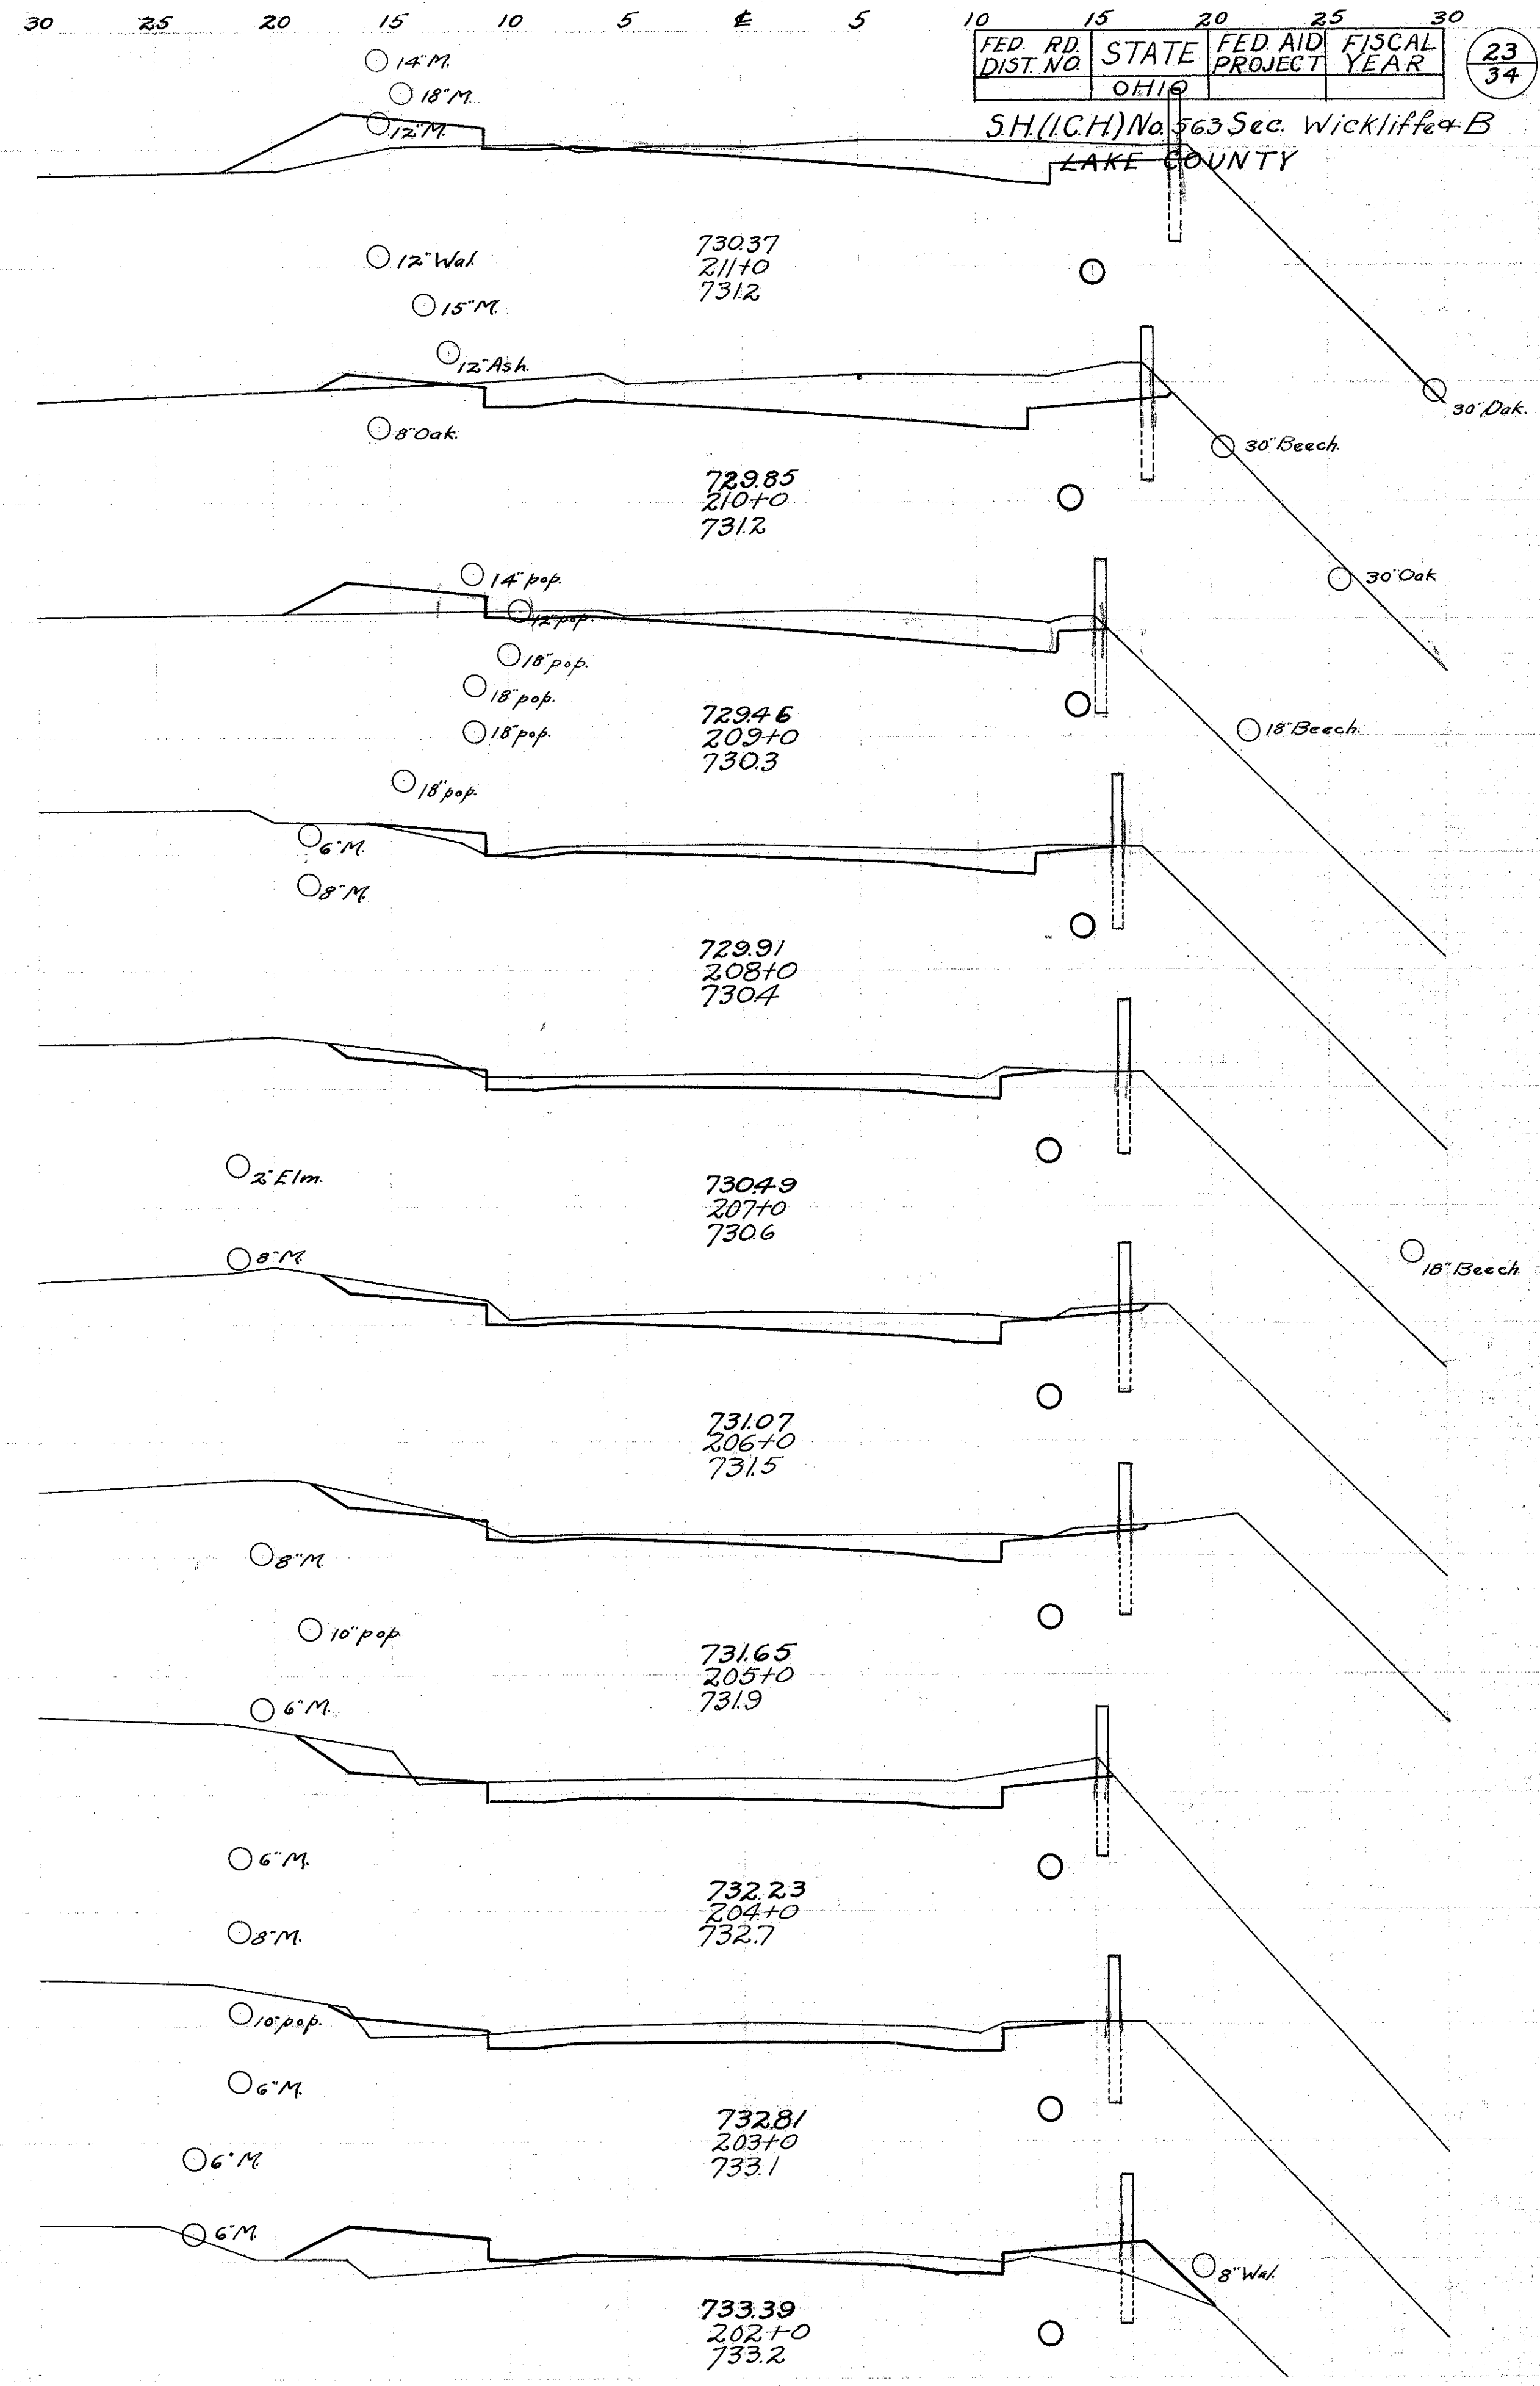 30 25 20 15 10 5 ℄ 5 10 15 20 25 30
FED. RD. DIST. NO. STATE FED. AID PROJECT FISCAL YEAR
OHIO
23
34
S.H.(I.C.H.) No. 563 Sec. Wickliffe & B
LAKE COUNTY
14"M.
18"M.
12"M.
730.37
211+0
731.2
12"Wal.
15"M.
12"Ash.
30"Oak.
8"Oak.
30"Beech.
729.85
210+0
731.2
14"pop.
30"Oak
12"pop.
18"pop.
18"pop.
18"pop.
729.46
209+0
730.3
18"Beech.
18"pop.
6"M.
8"M.
729.91
208+0
730.4
2"Elm.
730.49
207+0
730.6
8"M.
18"Beech
731.07
206+0
731.5
8"M.
10"pop.
731.65
205+0
731.9
6"M.
6"M.
732.23
204+0
732.7
8"M.
10"pop.
6"M.
732.81
203+0
733.1
6"M.
6"M.
8"Wal.
733.39
202+0
733.2